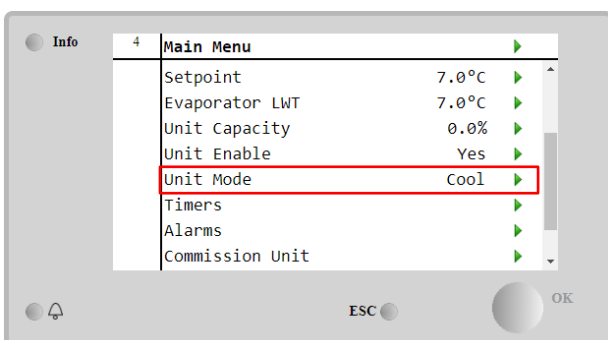 Info
4 Main Menu
Setpoint 7.0°C
Evaporator LWT 7.0°C
Unit Capacity 0.0%
Unit Enable Yes
Unit Mode Cool
Timers
Alarms
Commission Unit
ESC
OK